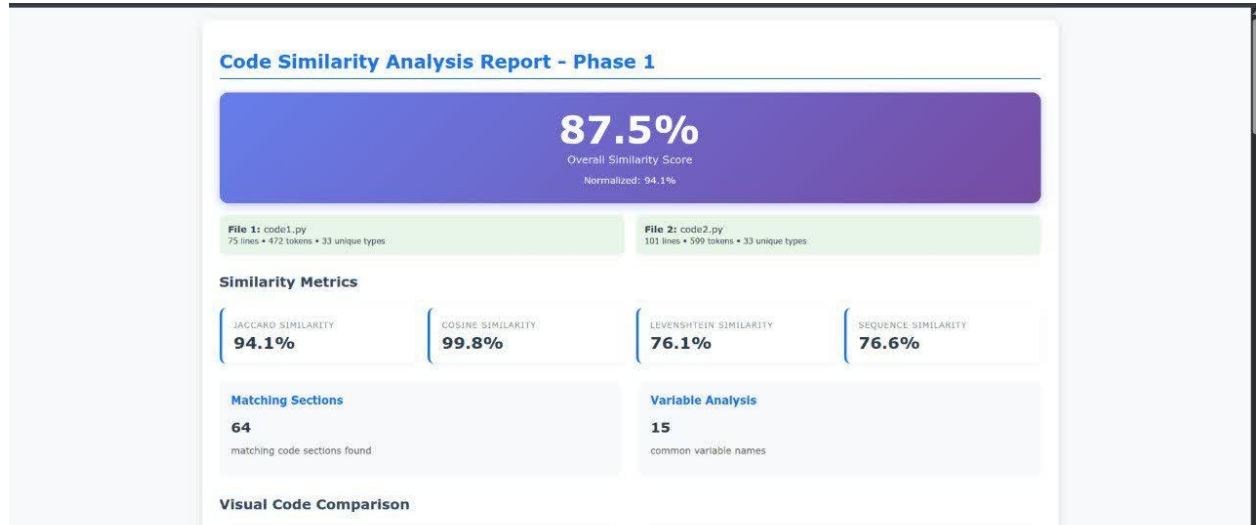 Code Similarity Analysis Report - Phase 1
87.5%
Overall Similarity Score
Normalized: 94.1%
File 1: code1.py
75 lines • 472 tokens • 33 unique types
File 2: code2.py
101 lines • 599 tokens • 33 unique types
Similarity Metrics
JACCARD SIMILARITY
94.1%
COSINE SIMILARITY
99.8%
LEVENSHTEIN SIMILARITY
76.1%
SEQUENCE SIMILARITY
76.6%
Matching Sections
64
matching code sections found
Variable Analysis
15
common variable names
Visual Code Comparison